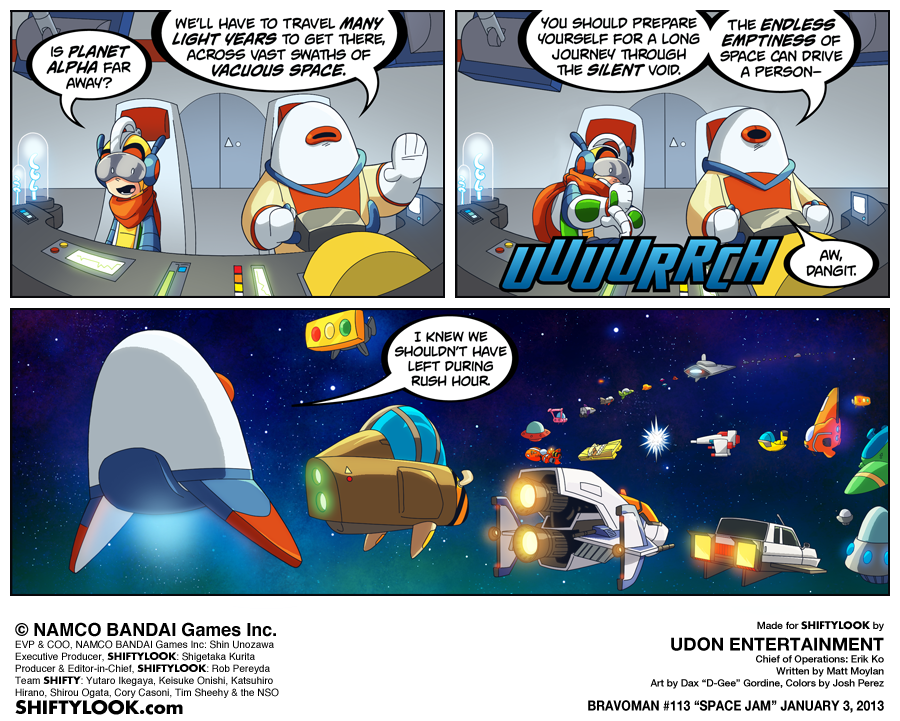 IS PLANET
ALPHA FAR
AWAY?
WE'LL HAVE TO TRAVEL MANY
LIGHT YEARS TO GET THERE,
ACROSS VAST SWATHS OF
VACUOUS SPACE.
YOU SHOULD PREPARE
YOURSELF FOR A LONG
JOURNEY THROUGH
THE SILENT VOID.
THE ENDLESS
EMPTINESS OF
SPACE CAN DRIVE
A PERSON–
UUUURRCH
AW,
DANGIT.
I KNEW WE
SHOULDN'T HAVE
LEFT DURING
RUSH HOUR.
© NAMCO BANDAI Games Inc.
EVP & COO, NAMCO BANDAI Games Inc: Shin Unozawa
Executive Producer, SHIFTYLOOK: Shigetaka Kurita
Producer & Editor-in-Chief, SHIFTYLOOK: Rob Pereyda
Team SHIFTY: Yutaro Ikegaya, Keisuke Onishi, Katsuhiro
Hirano, Shirou Ogata, Cory Casoni, Tim Sheehy & the NSO
SHIFTYLOOK.com
Made for SHIFTYLOOK by
UDON ENTERTAINMENT
Chief of Operations: Erik Ko
Written by Matt Moylan
Art by Dax "D-Gee" Gordine, Colors by Josh Perez
BRAVOMAN #113 "SPACE JAM" JANUARY 3, 2013